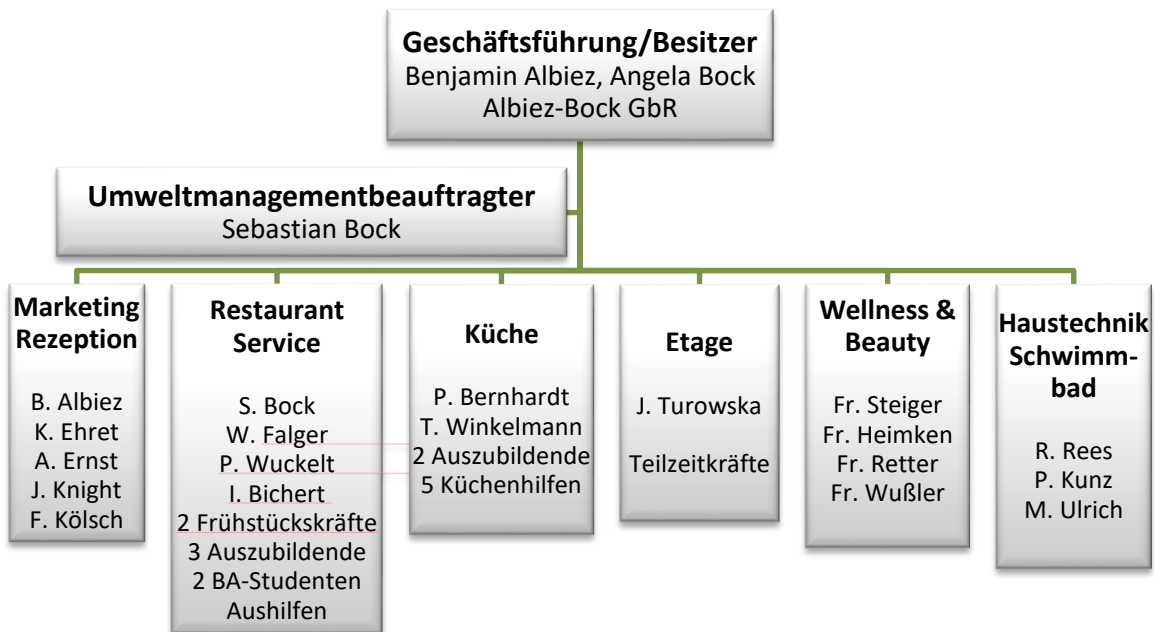 Geschäftsführung/Besitzer
Benjamin Albiez, Angela Bock
Albiez-Bock GbR
Umweltmanagementbeauftragter
Sebastian Bock
Marketing
Rezeption
B. Albiez
K. Ehret
A. Ernst
J. Knight
F. Kölsch
Restaurant
Service
S. Bock
W. Falger
P. Wuckelt
I. Bichert
2 Frühstückskräfte
3 Auszubildende
2 BA-Studenten
Aushilfen
Küche
P. Bernhardt
T. Winkelmann
2 Auszubildende
5 Küchenhilfen
Etage
J. Turowska
Teilzeitkräfte
Wellness &
Beauty
Fr. Steiger
Fr. Heimken
Fr. Retter
Fr. Wußler
Haustechnik
Schwimm-
bad
R. Rees
P. Kunz
M. Ulrich